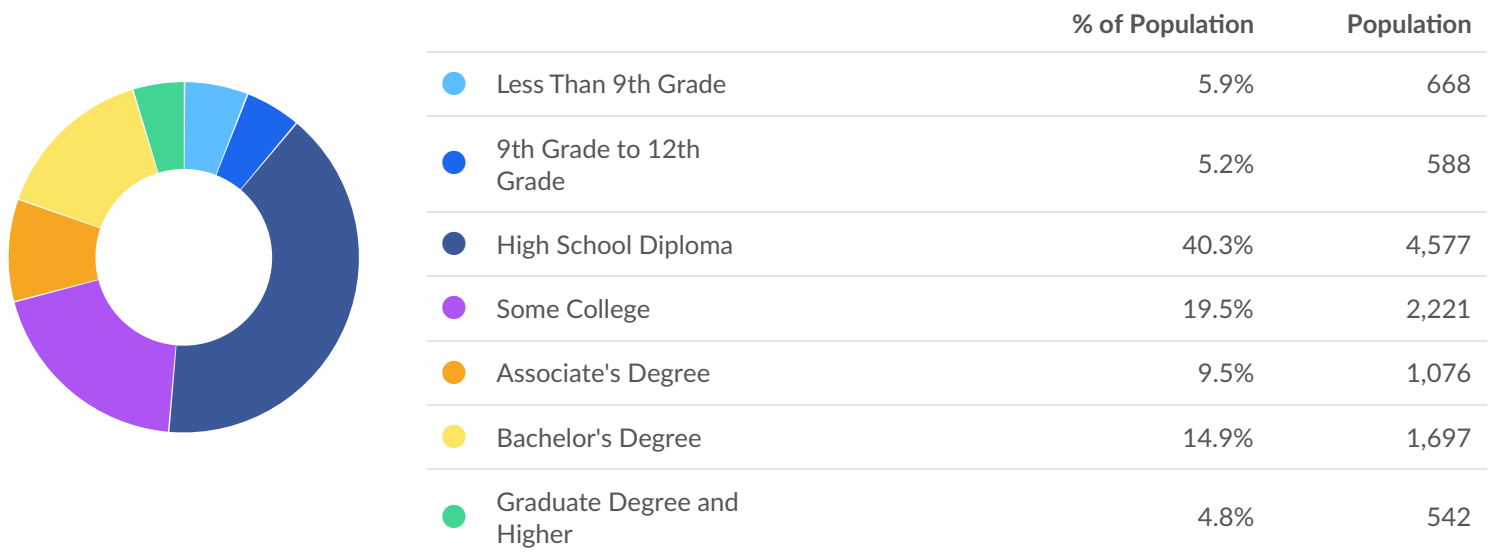 % of Population Population
Less Than 9th Grade 5.9% 668
9th Grade to 12th
Grade 5.2% 588
High School Diploma 40.3% 4,577
Some College 19.5% 2,221
Associate's Degree 9.5% 1,076
Bachelor's Degree 14.9% 1,697
Graduate Degree and
Higher 4.8% 542